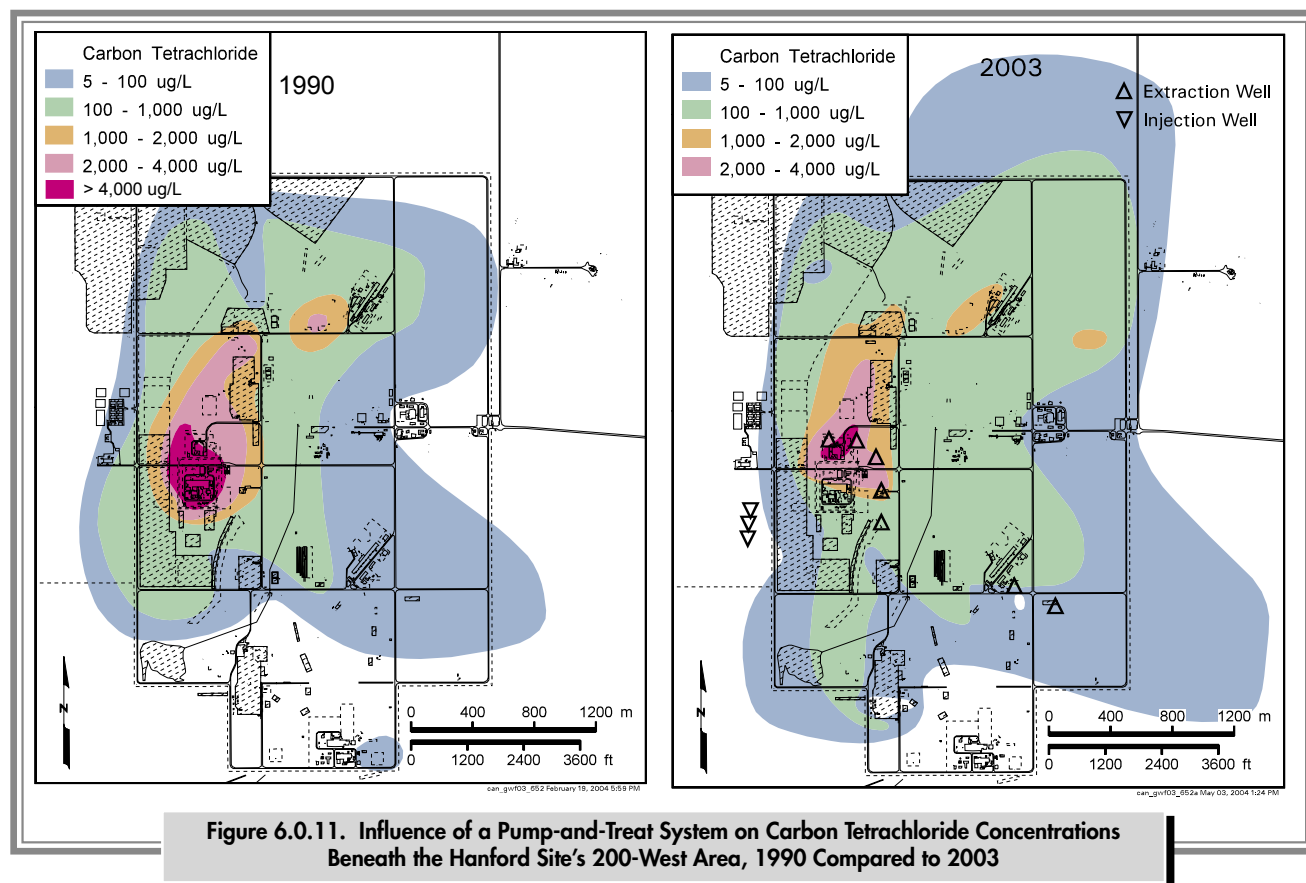 Carbon Tetrachloride
5 - 100 ug/L
100 - 1,000 ug/L
1,000 - 2,000 ug/L
2,000 - 4,000 ug/L
> 4,000 ug/L
1990
N
0 400 800 1200 m
0 1200 2400 3600 ft
can_gwf03_652 February 19, 2004 5:59 PM
Carbon Tetrachloride
5 - 100 ug/L
100 - 1,000 ug/L
1,000 - 2,000 ug/L
2,000 - 4,000 ug/L
2003
Extraction Well
Injection Well
N
0 400 800 1200 m
0 1200 2400 3600 ft
can_gwf03_652a May 03, 2004 1:24 PM
Figure 6.0.11. Influence of a Pump-and-Treat System on Carbon Tetrachloride Concentrations
Beneath the Hanford Site's 200-West Area, 1990 Compared to 2003